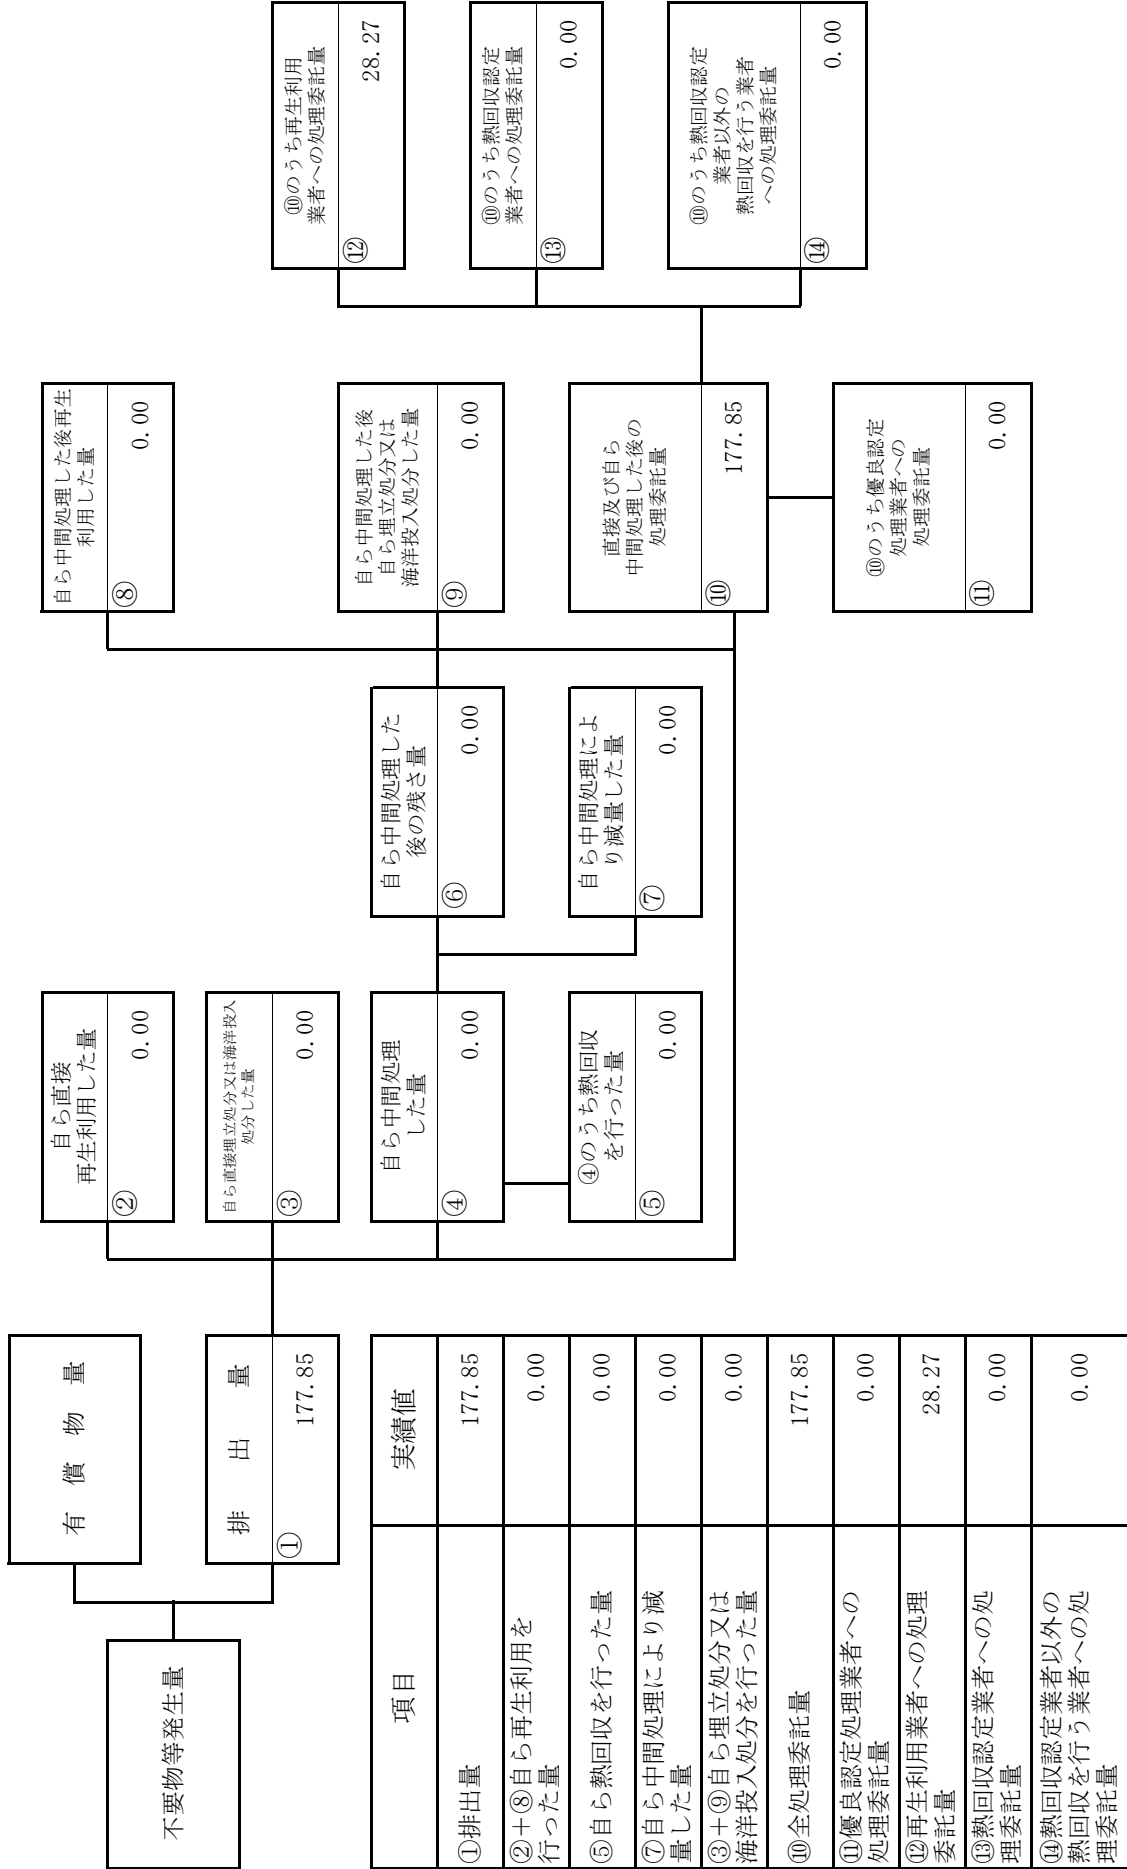 不要物等発生量
有償物量
排出量
① 177.85
自ら直接
再生利用した量
② 0.00
自ら直接埋立処分又は海洋投入
処分した量
③ 0.00
自ら中間処理
した量
④ 0.00
④のうち熱回収
を行った量
⑤ 0.00
自ら中間処理した
後の残さ量
⑥ 0.00
自ら中間処理によ
り減量した量
⑦ 0.00
自ら中間処理した後再生
利用した量
⑧ 0.00
自ら中間処理した後
自ら埋立処分又は
海洋投入処分した量
⑨ 0.00
直接及び自ら
中間処理した後の
処理委託量
⑩ 177.85
⑩のうち優良認定
処理業者への
処理委託量
⑪ 0.00
⑩のうち再生利用
業者への処理委託量
⑫ 28.27
⑩のうち熱回収認定
業者への処理委託量
⑬ 0.00
⑩のうち熱回収認定
業者以外の
熱回収を行う業者
への処理委託量
⑭ 0.00
項目 実績値
①排出量 177.85
②+⑧自ら再生利用を
行った量 0.00
⑤自ら熱回収を行った量 0.00
⑦自ら中間処理により減
量した量 0.00
③+⑨自ら埋立処分又は
海洋投入処分を行った量 0.00
⑩全処理委託量 177.85
⑪優良認定処理業者への
処理委託量 0.00
⑫再生利用業者への処理
委託量 28.27
⑬熱回収認定業者への処
理委託量 0.00
⑭熱回収認定業者以外の
熱回収を行う業者への処
理委託量 0.00